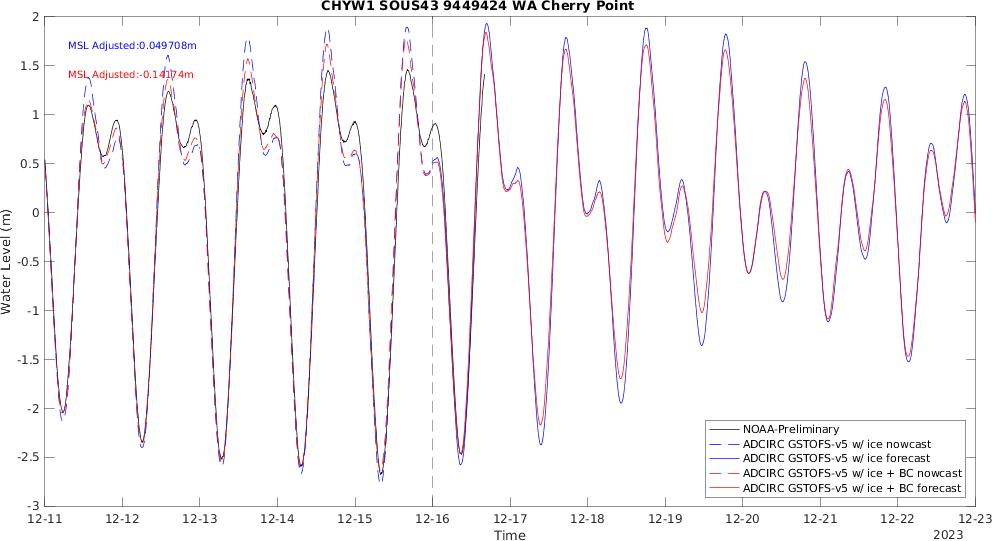 CHYW1 SOUS43 9449424 WA Cherry Point
MSL Adjusted:0.049708m
MSL Adjusted:-0.14174m
2
1.5
1
0.5
0
-0.5
-1
-1.5
-2
-2.5
-3
Water Level (m)
NOAA-Preliminary
ADCIRC GSTOFS-v5 w/ ice nowcast
ADCIRC GSTOFS-v5 w/ ice forecast
ADCIRC GSTOFS-v5 w/ ice + BC nowcast
ADCIRC GSTOFS-v5 w/ ice + BC forecast
12-11 12-12 12-13 12-14 12-15 12-16 12-17 12-18 12-19 12-20 12-21 12-22 12-23
Time
2023